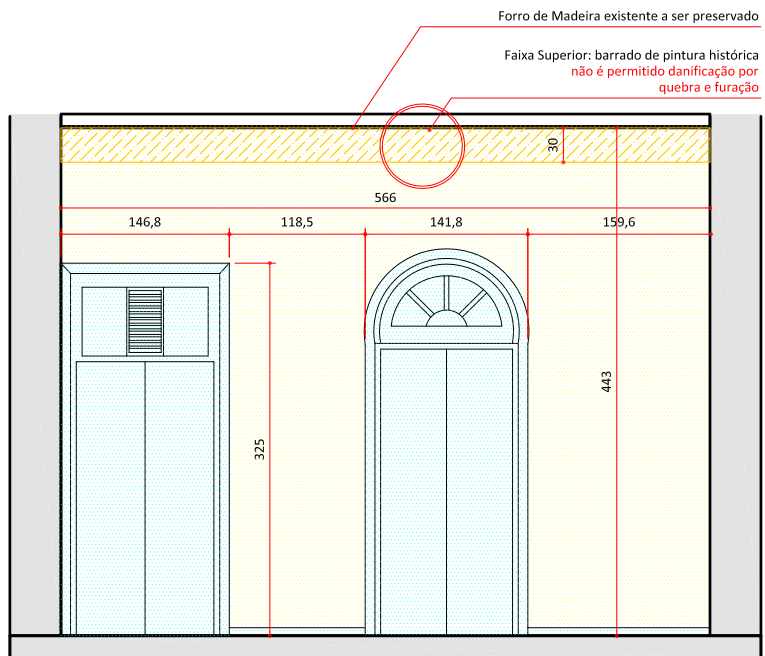 Forro de Madeira existente a ser preservado
Faixa Superior: barrado de pintura histórica
não é permitido danificação por
quebra e furação
30
566
146,8
118,5
141,8
159,6
443
325